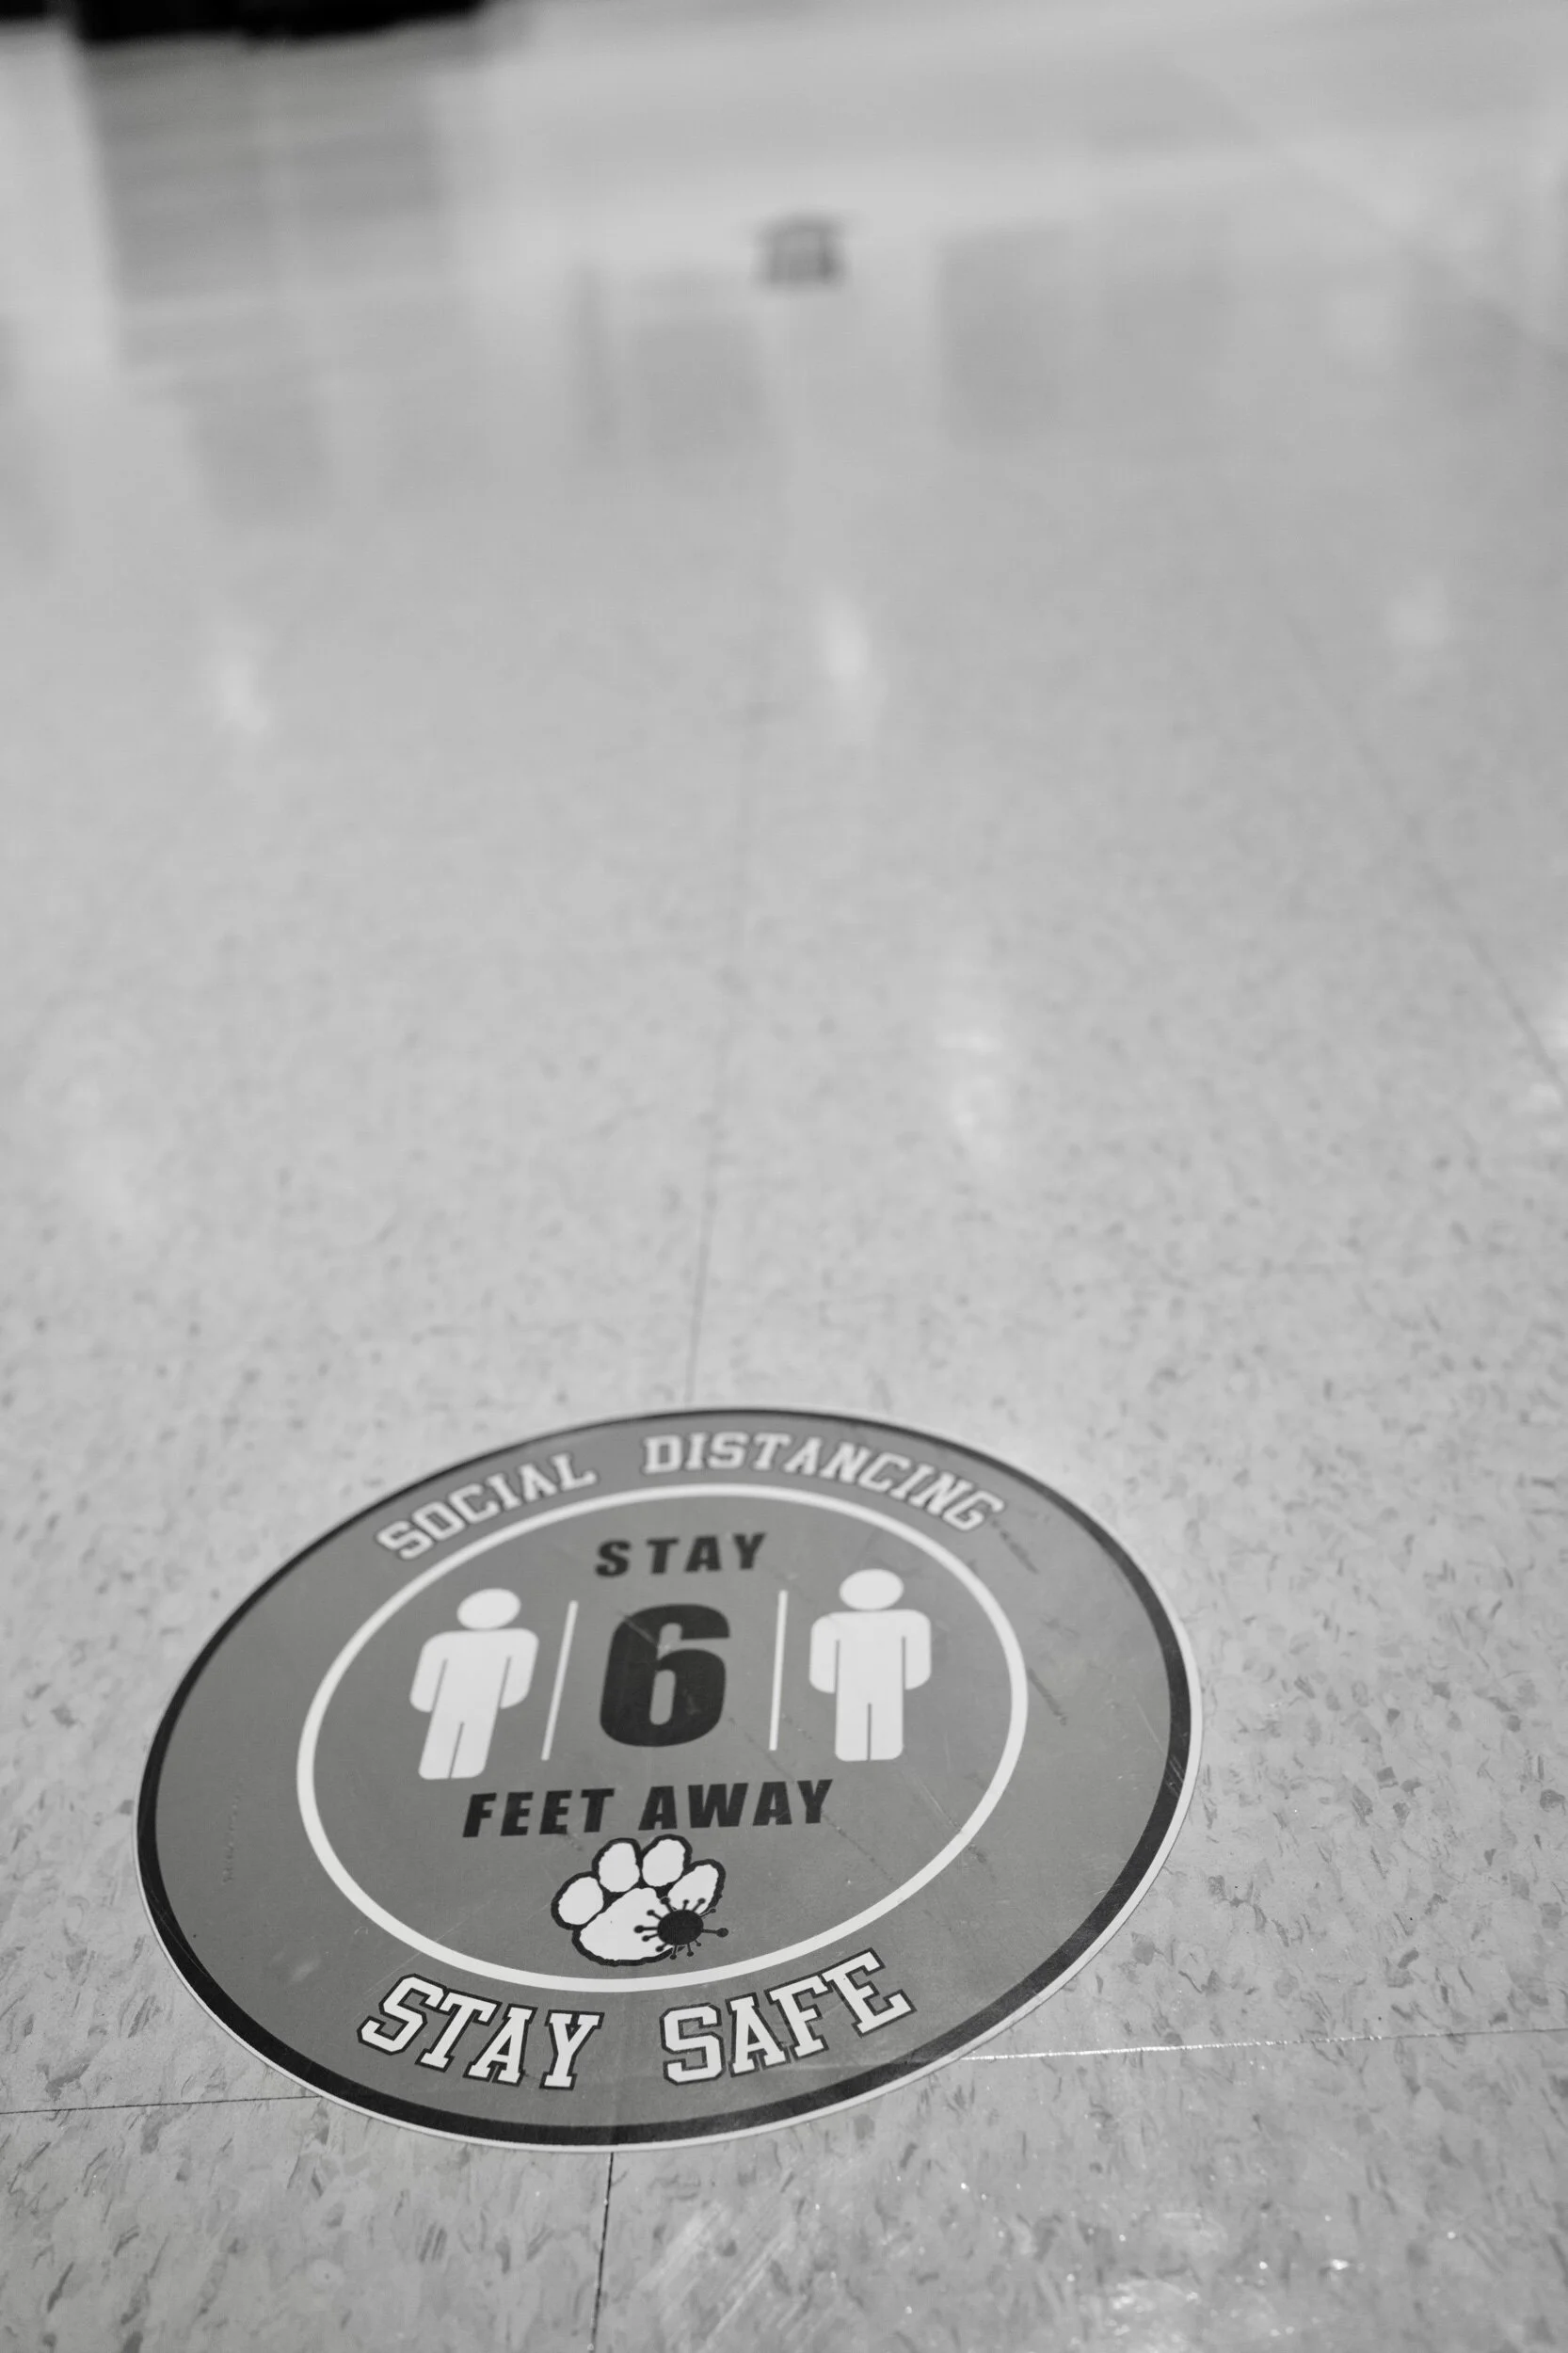 SOCIAL DISTANCING
STAY
6
FEET AWAY
STAY SAFE